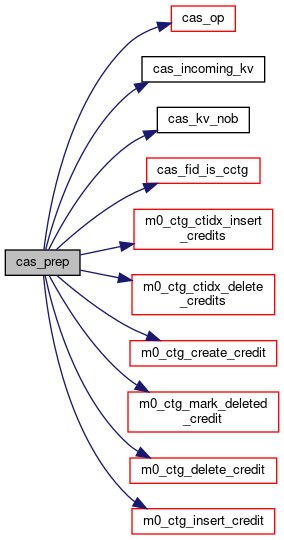 cas_op
cas_incoming_kv
cas_kv_nob
cas_fid_is_cctg
m0_ctg_ctidx_insert
_credits
cas_prep
m0_ctg_ctidx_delete
_credits
m0_ctg_create_credit
m0_ctg_mark_deleted
_credit
m0_ctg_delete_credit
m0_ctg_insert_credit